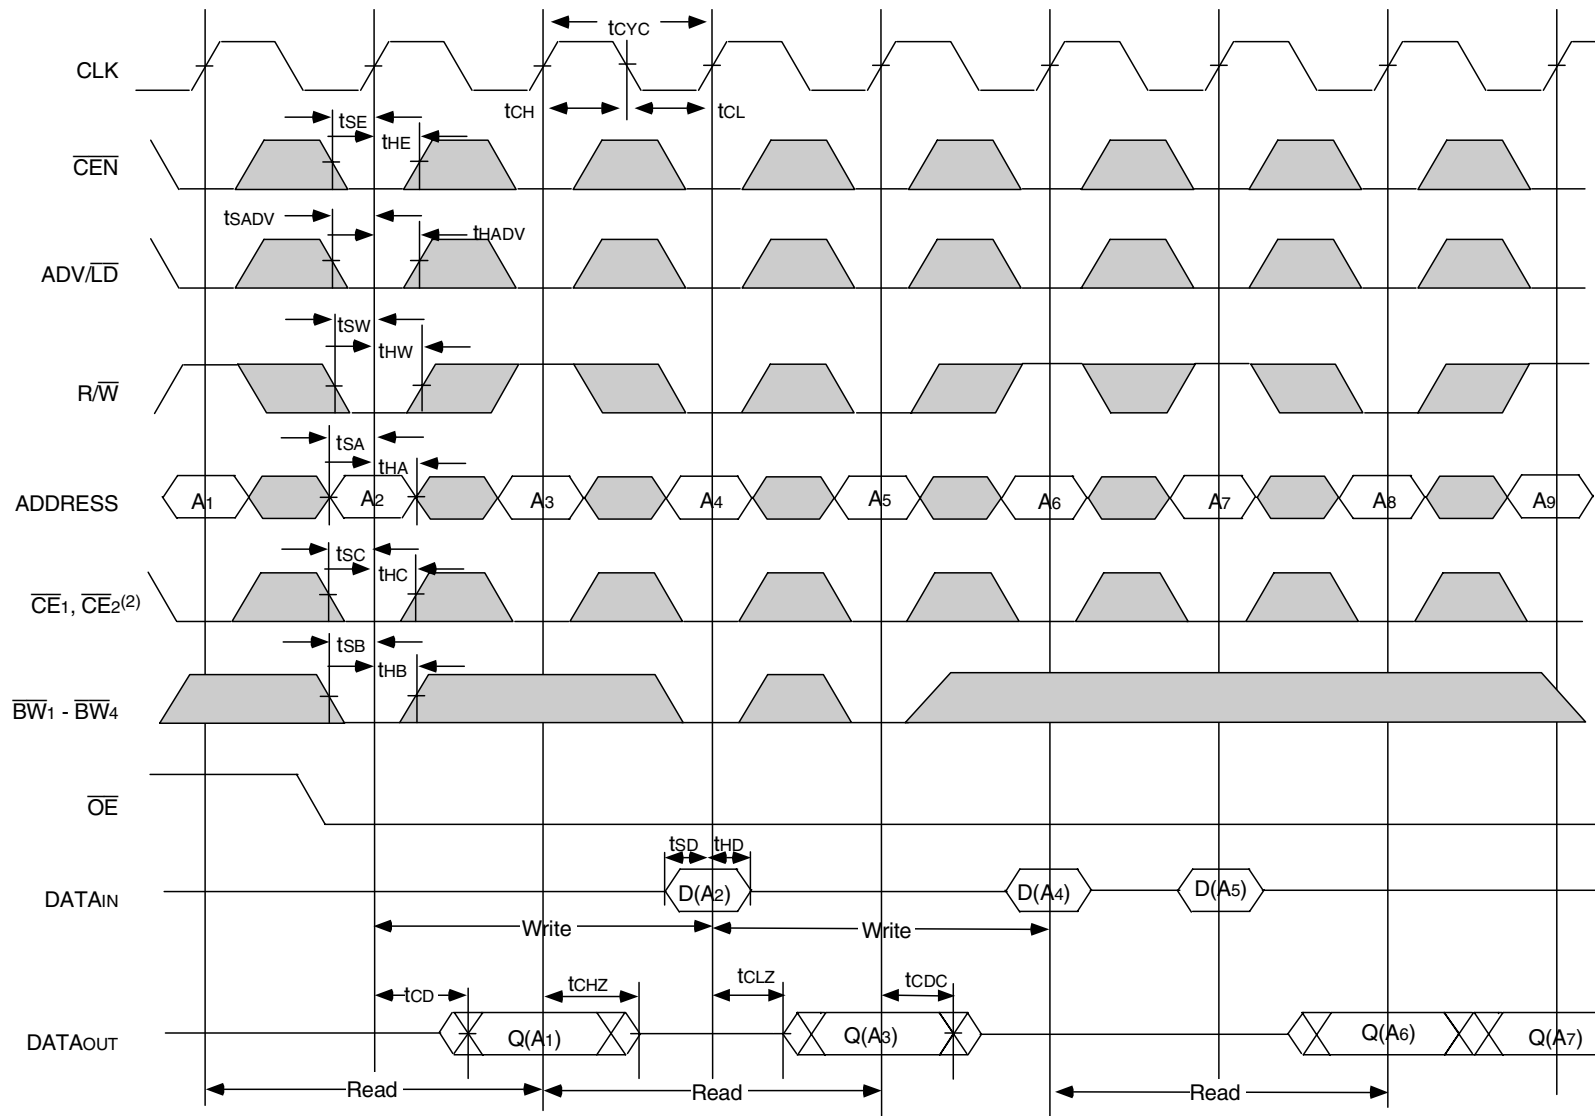 tCYC
CLK
tCH
tCL
tSE
tHE
CEN
tSADV
tHADV
ADV/LD
tSW
tHW
R/W
tSA
tHA
ADDRESS
A1 A2 A3 A4 A5 A6 A7 A8 A9
tSC
tHC
CE1, CE2(2)
tSB
tHB
BW1 - BW4
OE
tSD tHD
DATAIN
D(A2) D(A4) D(A5)
Write Write
tCD tCHZ tCLZ tCDC
DATAOUT
Q(A1) Q(A3) Q(A6) Q(A7)
Read Read Read